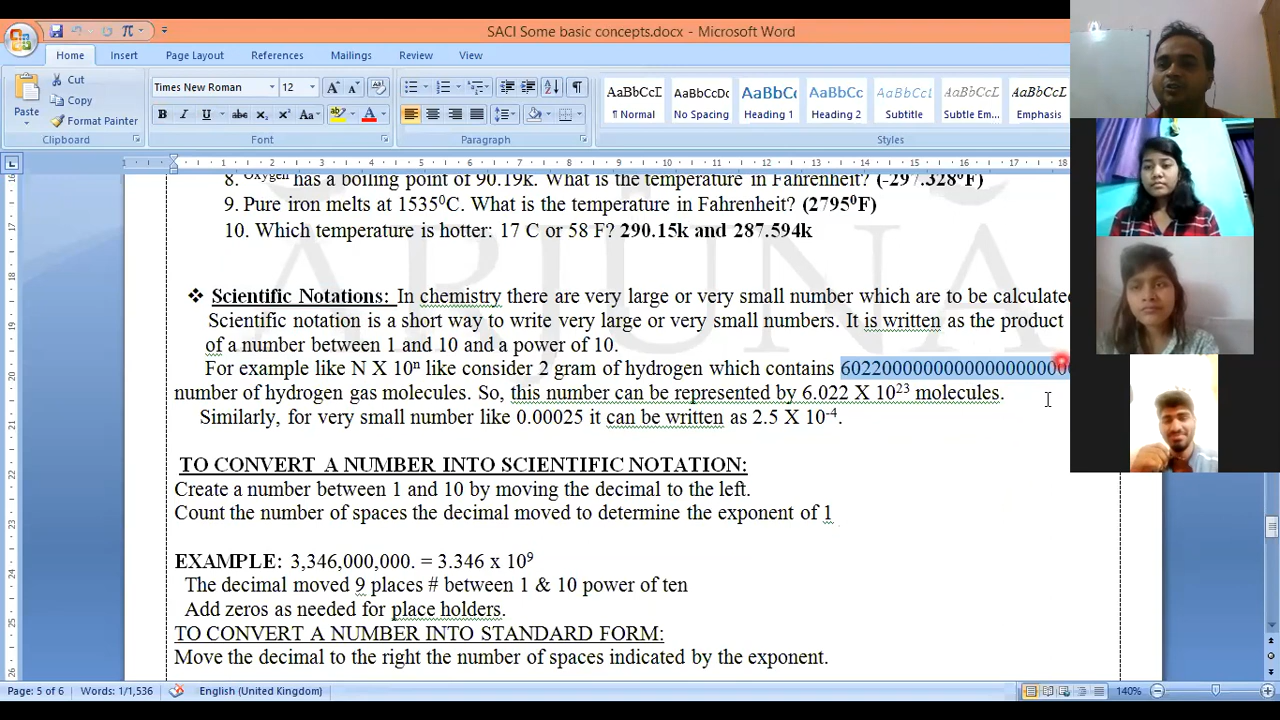 SACI Some basic concepts.docx - Microsoft Word
Home Insert Page Layout References Mailings Review View
Paste
Cut
Copy
Format Painter
Clipboard
Times New Roman 12
Font
Paragraph
AaBbCcI AaBbCcDc AaBbCc AaBbCc AaBbCcI AaBbCcI AaBbCcI
¶ Normal ¶ No Spacing Heading 1 Heading 2 Subtitle Subtle Em... Emphasis
Styles
ARJUNA
8. Oxygen has a boiling point of 90.19k. What is the temperature in Fahrenheit? (-297.328⁰F)
9. Pure iron melts at 1535⁰C. What is the temperature in Fahrenheit? (2795⁰F)
10. Which temperature is hotter: 17 C or 58 F? 290.15k and 287.594k
❖ Scientific Notations: In chemistry there are very large or very small number which are to be calculated
Scientific notation is a short way to write very large or very small numbers. It is written as the product
of a number between 1 and 10 and a power of 10.
For example like N X 10ⁿ like consider 2 gram of hydrogen which contains
number of hydrogen gas molecules. So, this number can be represented by 6.022 X 10²³ molecules.
Similarly, for very small number like 0.00025 it can be written as 2.5 X 10⁻⁴.
TO CONVERT A NUMBER INTO SCIENTIFIC NOTATION:
Create a number between 1 and 10 by moving the decimal to the left.
Count the number of spaces the decimal moved to determine the exponent of 1
EXAMPLE: 3,346,000,000. = 3.346 x 10⁹
The decimal moved 9 places # between 1 & 10 power of ten
Add zeros as needed for place holders.
TO CONVERT A NUMBER INTO STANDARD FORM:
Move the decimal to the right the number of spaces indicated by the exponent.
Page: 5 of 6 Words: 1/1,536 English (United Kingdom) 140%